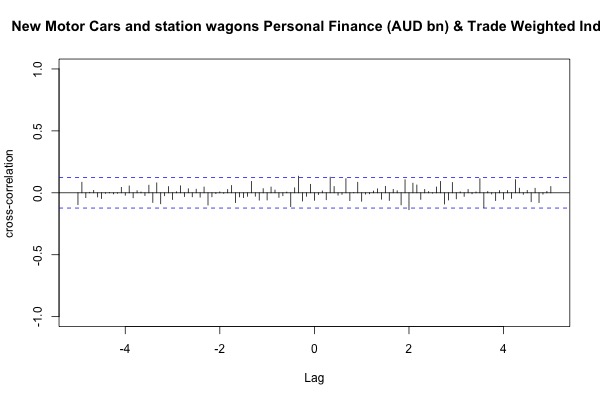 New Motor Cars and station wagons Personal Finance (AUD bn) & Trade Weighted Ind
1.0
0.5
0.0
-0.5
-1.0
cross-correlation
-4 -2 0 2 4
Lag